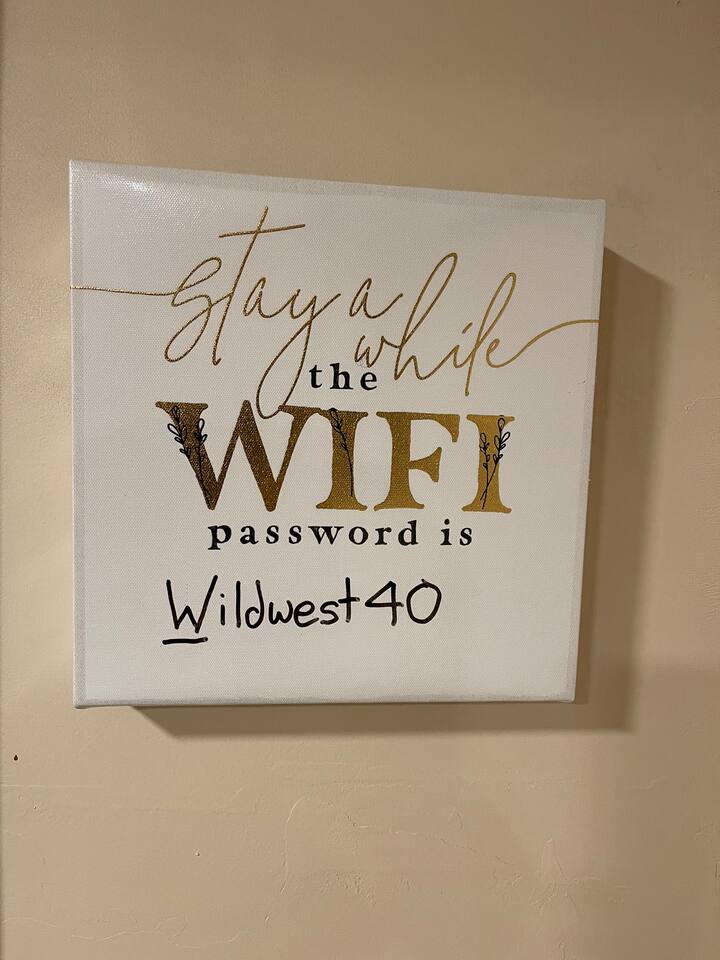 stay a while
the
WIFI
password is
Wildwest40